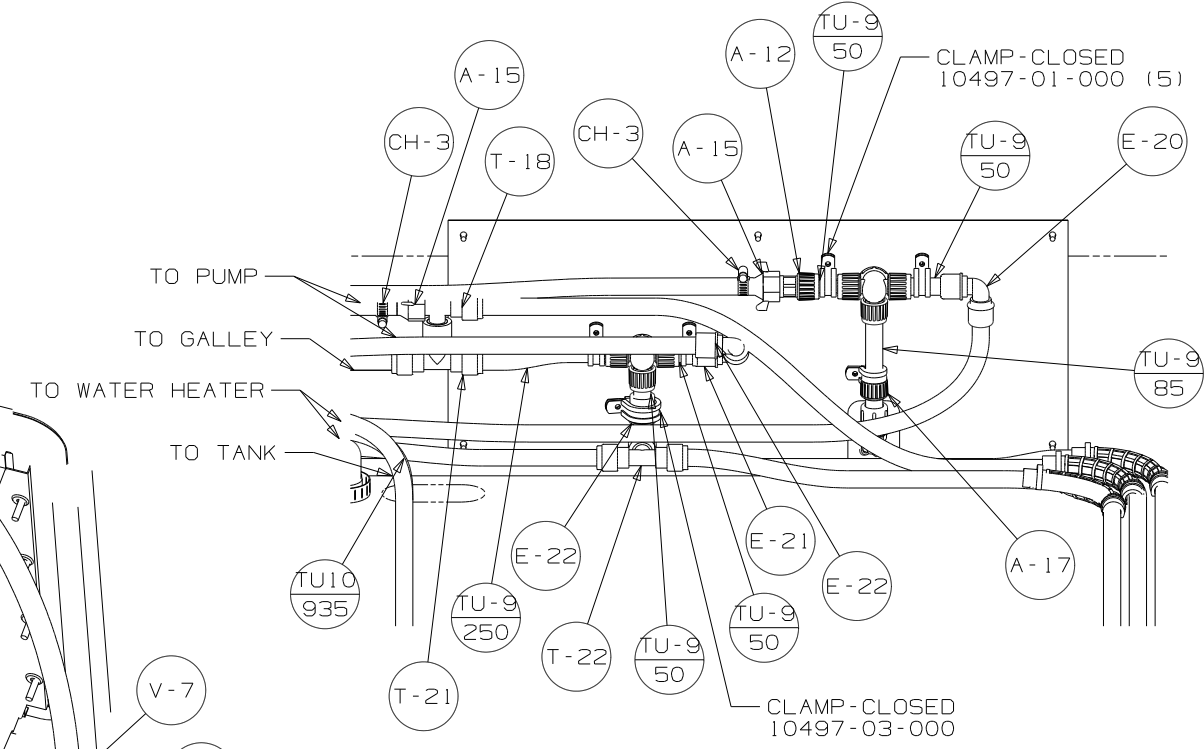 TU-9
50
A-12
CLAMP-CLOSED
10497-01-000 (5)
A-15
CH-3
T-18
CH-3
A-15
TU-9
50
E-20
TO PUMP
TO GALLEY
TO WATER HEATER
TO TANK
TU-9
85
E-22
E-21
A-17
E-22
TU10
935
TU-9
250
TU-9
50
T-22
TU-9
50
T-21
V-7
CLAMP-CLOSED
10497-03-000